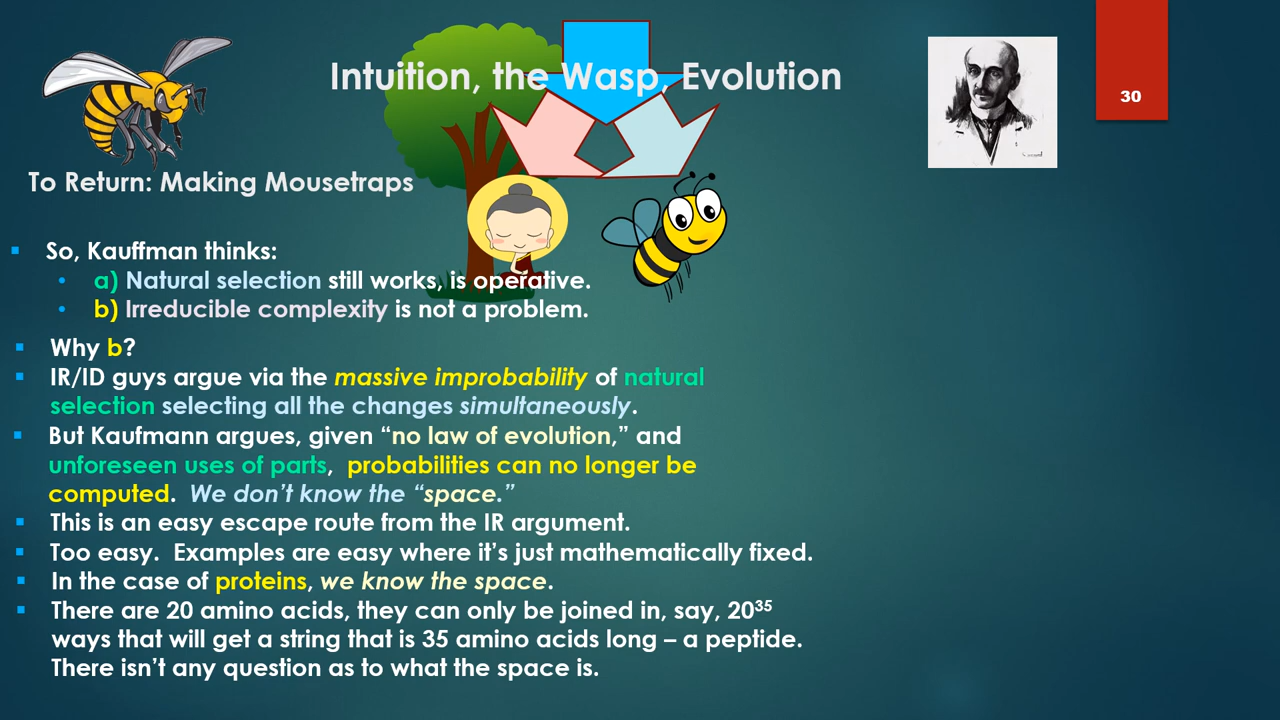 Intuition, the Wasp, Evolution
30
To Return: Making Mousetraps
So, Kauffman thinks:
a) Natural selection still works, is operative.
b) Irreducible complexity is not a problem.
Why b?
IR/ID guys argue via the massive improbability of natural
selection selecting all the changes simultaneously.
But Kaufmann argues, given “no law of evolution,” and
unforeseen uses of parts, probabilities can no longer be
computed. We don’t know the “space.”
This is an easy escape route from the IR argument.
Too easy. Examples are easy where it’s just mathematically fixed.
In the case of proteins, we know the space.
There are 20 amino acids, they can only be joined in, say, 20³⁵
ways that will get a string that is 35 amino acids long – a peptide.
There isn’t any question as to what the space is.